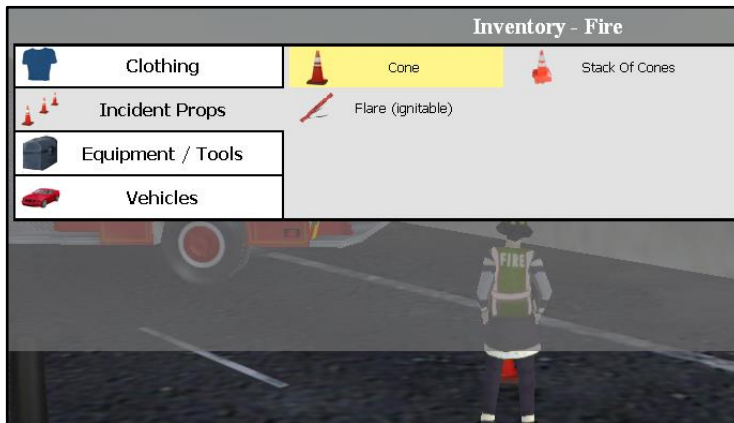 Inventory - Fire
Clothing
Cone
Stack Of Cones
Incident Props
Flare (ignitable)
Equipment / Tools
Vehicles
FIRE